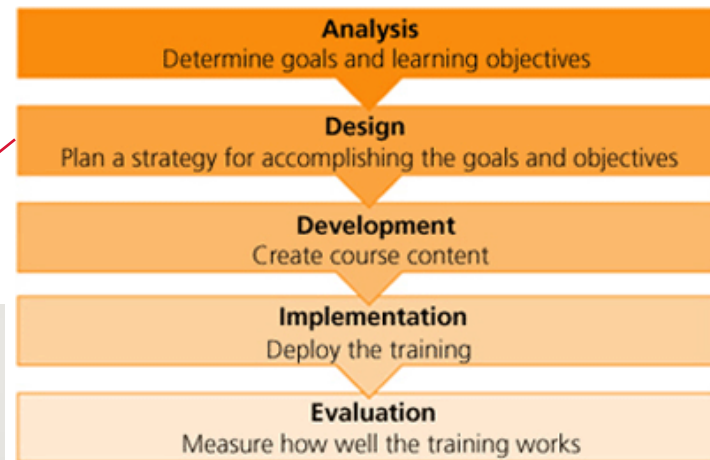 Analysis
Determine goals and learning objectives
Design
Plan a strategy for accomplishing the goals and objectives
Development
Create course content
Implementation
Deploy the training
Evaluation
Measure how well the training works